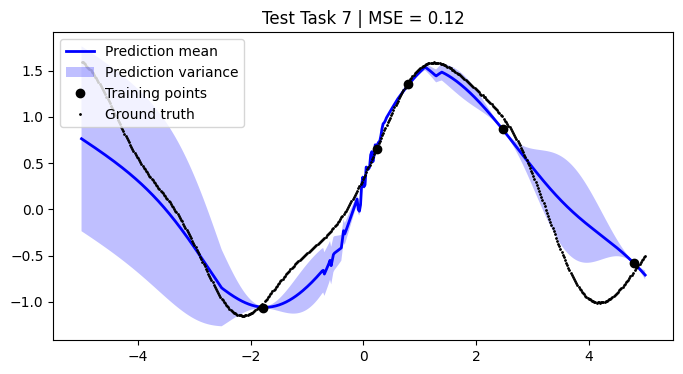 Test Task 7 | MSE = 0.12
Prediction mean
Prediction variance
Training points
Ground truth
1.5
1.0
0.5
0.0
−0.5
−1.0
−4
−2
0
2
4